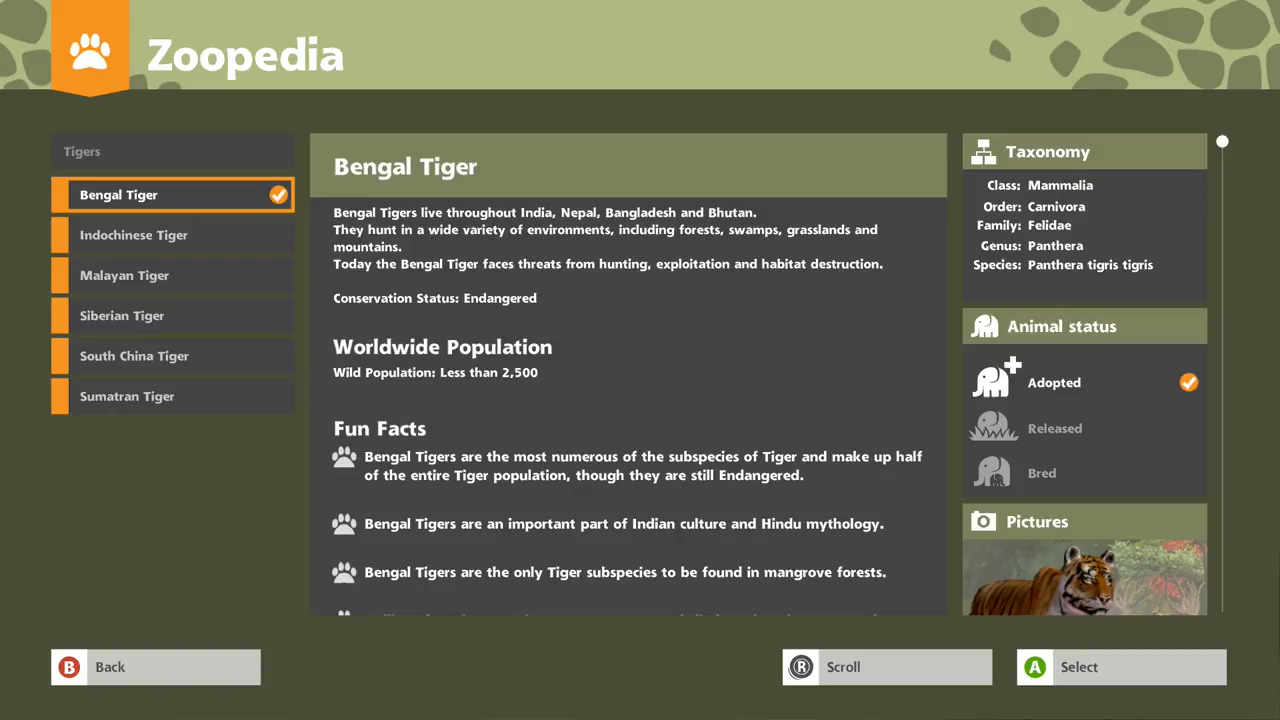 Zoopedia
Tigers
Bengal Tiger
Indochinese Tiger
Malayan Tiger
Siberian Tiger
South China Tiger
Sumatran Tiger
Bengal Tiger
Bengal Tigers live throughout India, Nepal, Bangladesh and Bhutan.
They hunt in a wide variety of environments, including forests, swamps, grasslands and
mountains.
Today the Bengal Tiger faces threats from hunting, exploitation and habitat destruction.
Conservation Status: Endangered
Worldwide Population
Wild Population: Less than 2,500
Fun Facts
Bengal Tigers are the most numerous of the subspecies of Tiger and make up half
of the entire Tiger population, though they are still Endangered.
Bengal Tigers are an important part of Indian culture and Hindu mythology.
Bengal Tigers are the only Tiger subspecies to be found in mangrove forests.
Taxonomy
Class: Mammalia
Order: Carnivora
Family: Felidae
Genus: Panthera
Species: Panthera tigris tigris
Animal status
Adopted
Released
Bred
Pictures
B Back
R Scroll
A Select